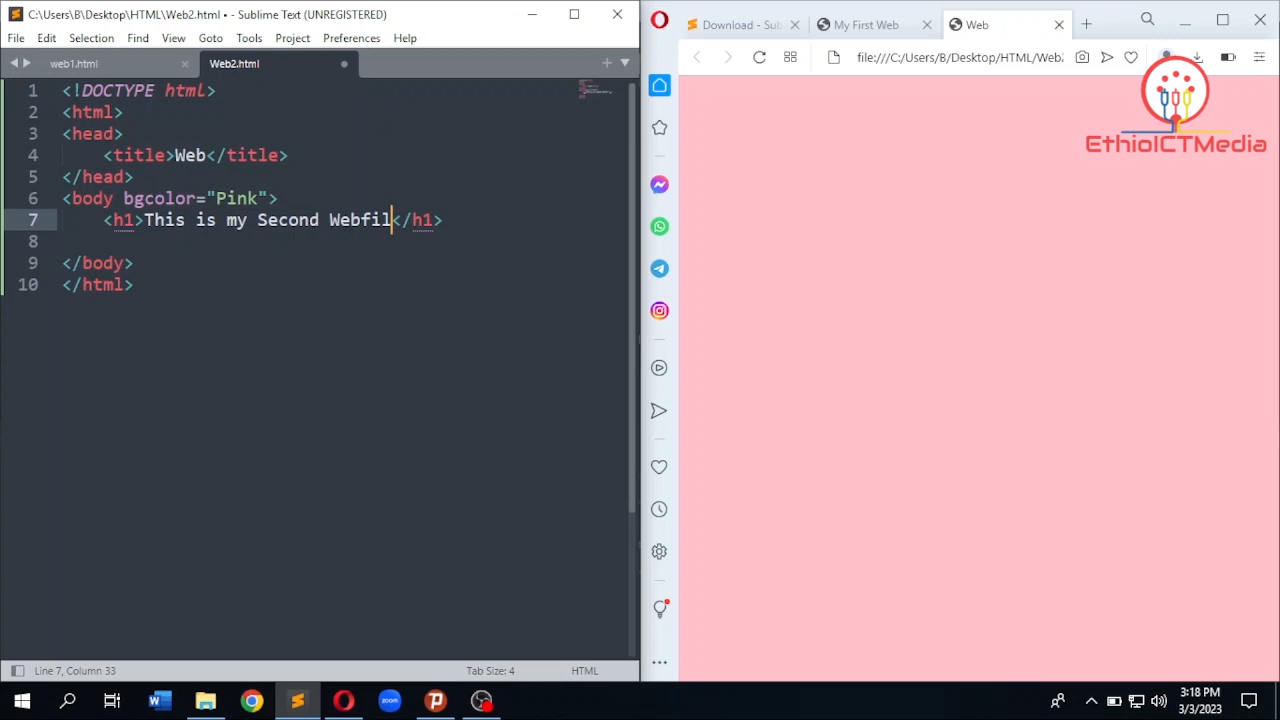 C:\Users\B\Desktop\HTML\Web2.html • - Sublime Text (UNREGISTERED)
File Edit Selection Find View Goto Tools Project Preferences Help
web1.html
Web2.html
1 <!DOCTYPE html>
2 <html>
3 <head>
4 <title>Web</title>
5 </head>
6 <body bgcolor="Pink">
7 <h1>This is my Second Webfil</h1>
8
9 </body>
10 </html>
Line 7, Column 33
Tab Size: 4
HTML
Download - Sub
My First Web
Web
file:///C:/Users/B/Desktop/HTML/Web2
EthioICTMedia
zoom
3:18 PM
3/3/2023